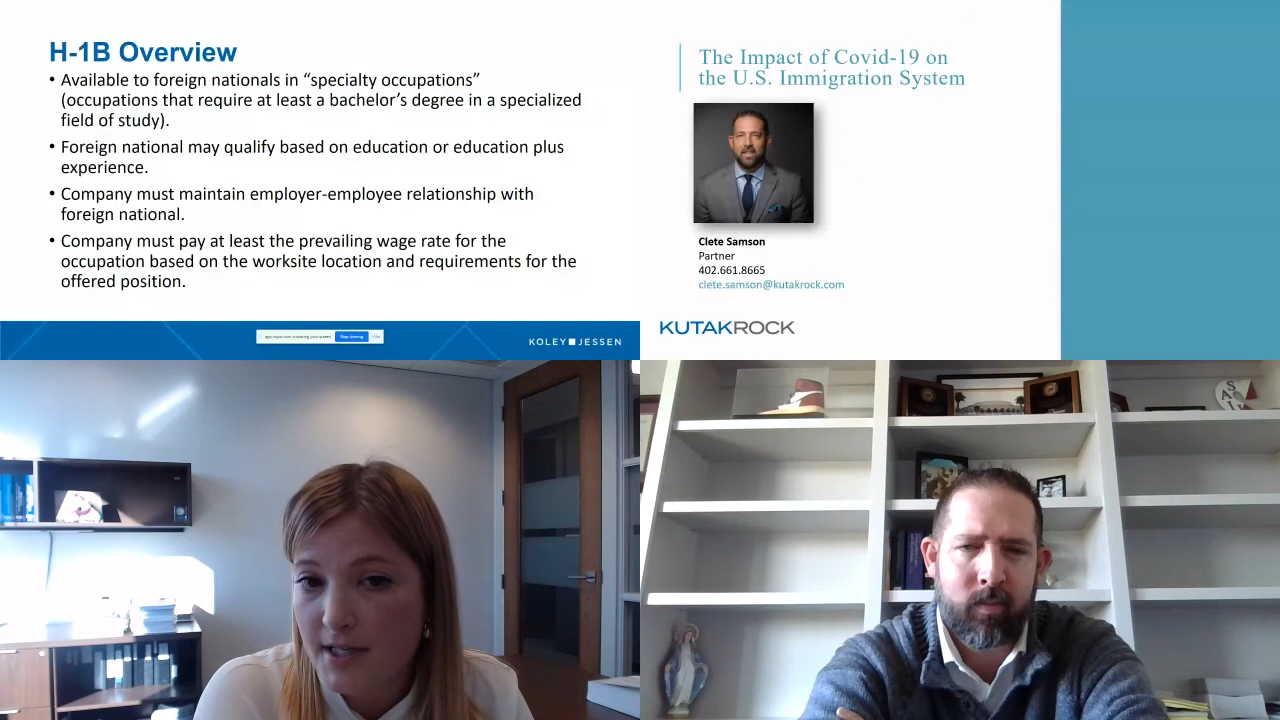 H-1B Overview
• Available to foreign nationals in “specialty occupations”
(occupations that require at least a bachelor’s degree in a specialized
field of study).
• Foreign national may qualify based on education or education plus
experience.
• Company must maintain employer-employee relationship with
foreign national.
• Company must pay at least the prevailing wage rate for the
occupation based on the worksite location and requirements for the
offered position.
Stop sharing
KOLEY JESSEN
The Impact of Covid-19 on
the U.S. Immigration System
Clete Samson
Partner
402.661.8665
clete.samson@kutakrock.com
KUTAKROCK